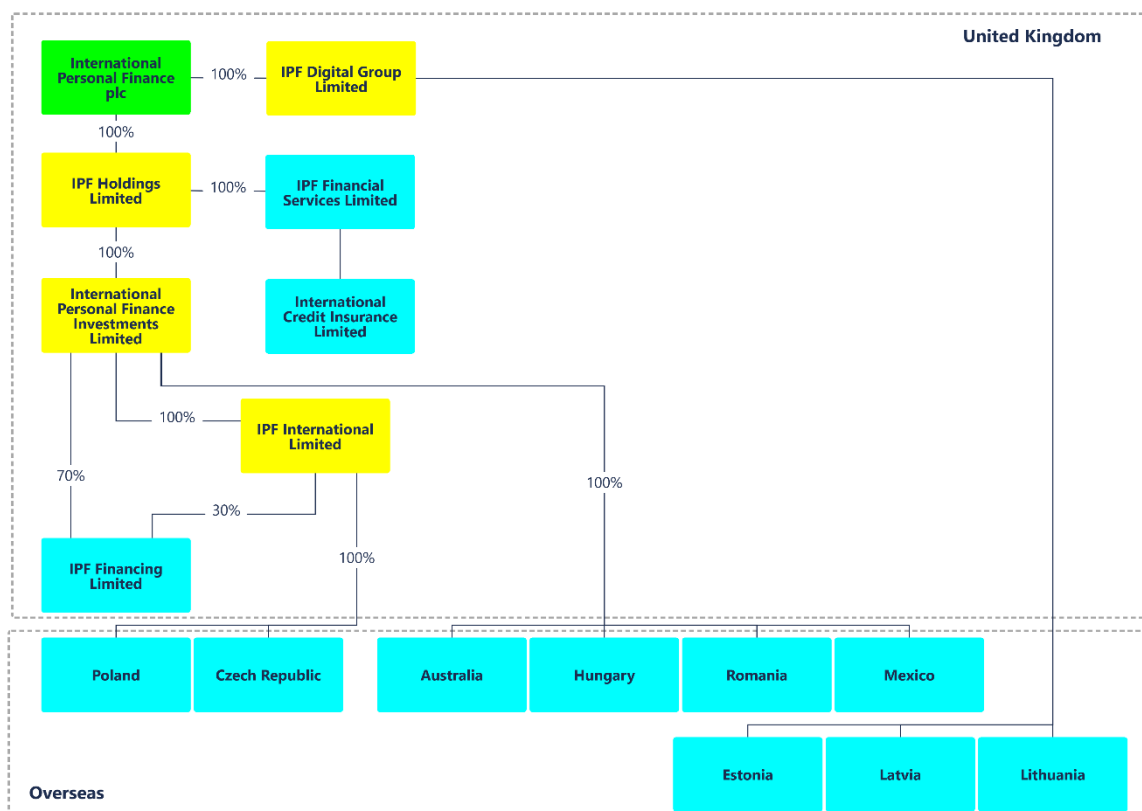 United Kingdom
International
Personal Finance
plc
100%
IPF Digital Group
Limited
100%
IPF Holdings
Limited
100%
IPF Financial
Services Limited
100%
International
Personal Finance
Investments
Limited
International
Credit Insurance
Limited
100%
IPF International
Limited
70%
100%
30%
100%
IPF Financing
Limited
Poland
Czech Republic
Australia
Hungary
Romania
Mexico
Estonia
Latvia
Lithuania
Overseas